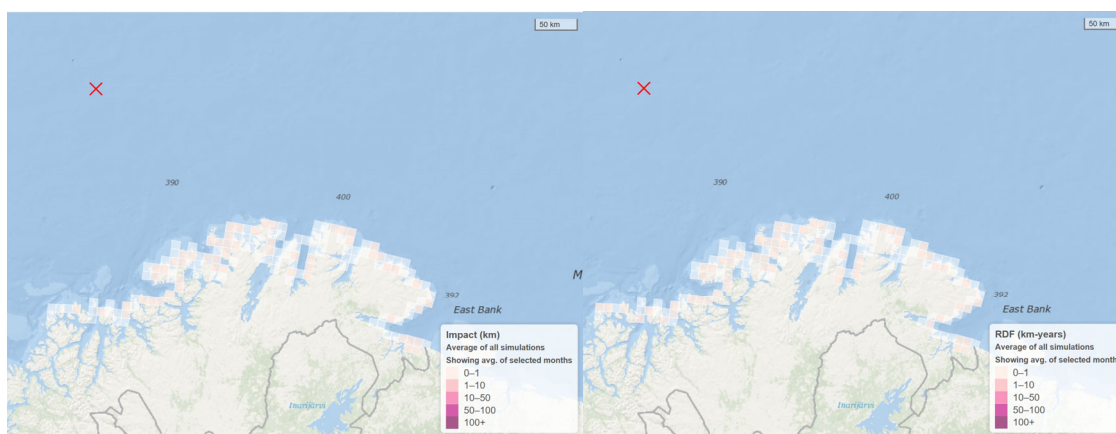 50 km
390
400
M
392
East Bank
Inarijärvi
Impact (km)
Average of all simulations
Showing avg. of selected months
0–1
1–10
10–50
50–100
100+
50 km
390
400
392
East Bank
Inarijärvi
RDF (km-years)
Average of all simulations
Showing avg. of selected month
0–1
1–10
10–50
50–100
100+